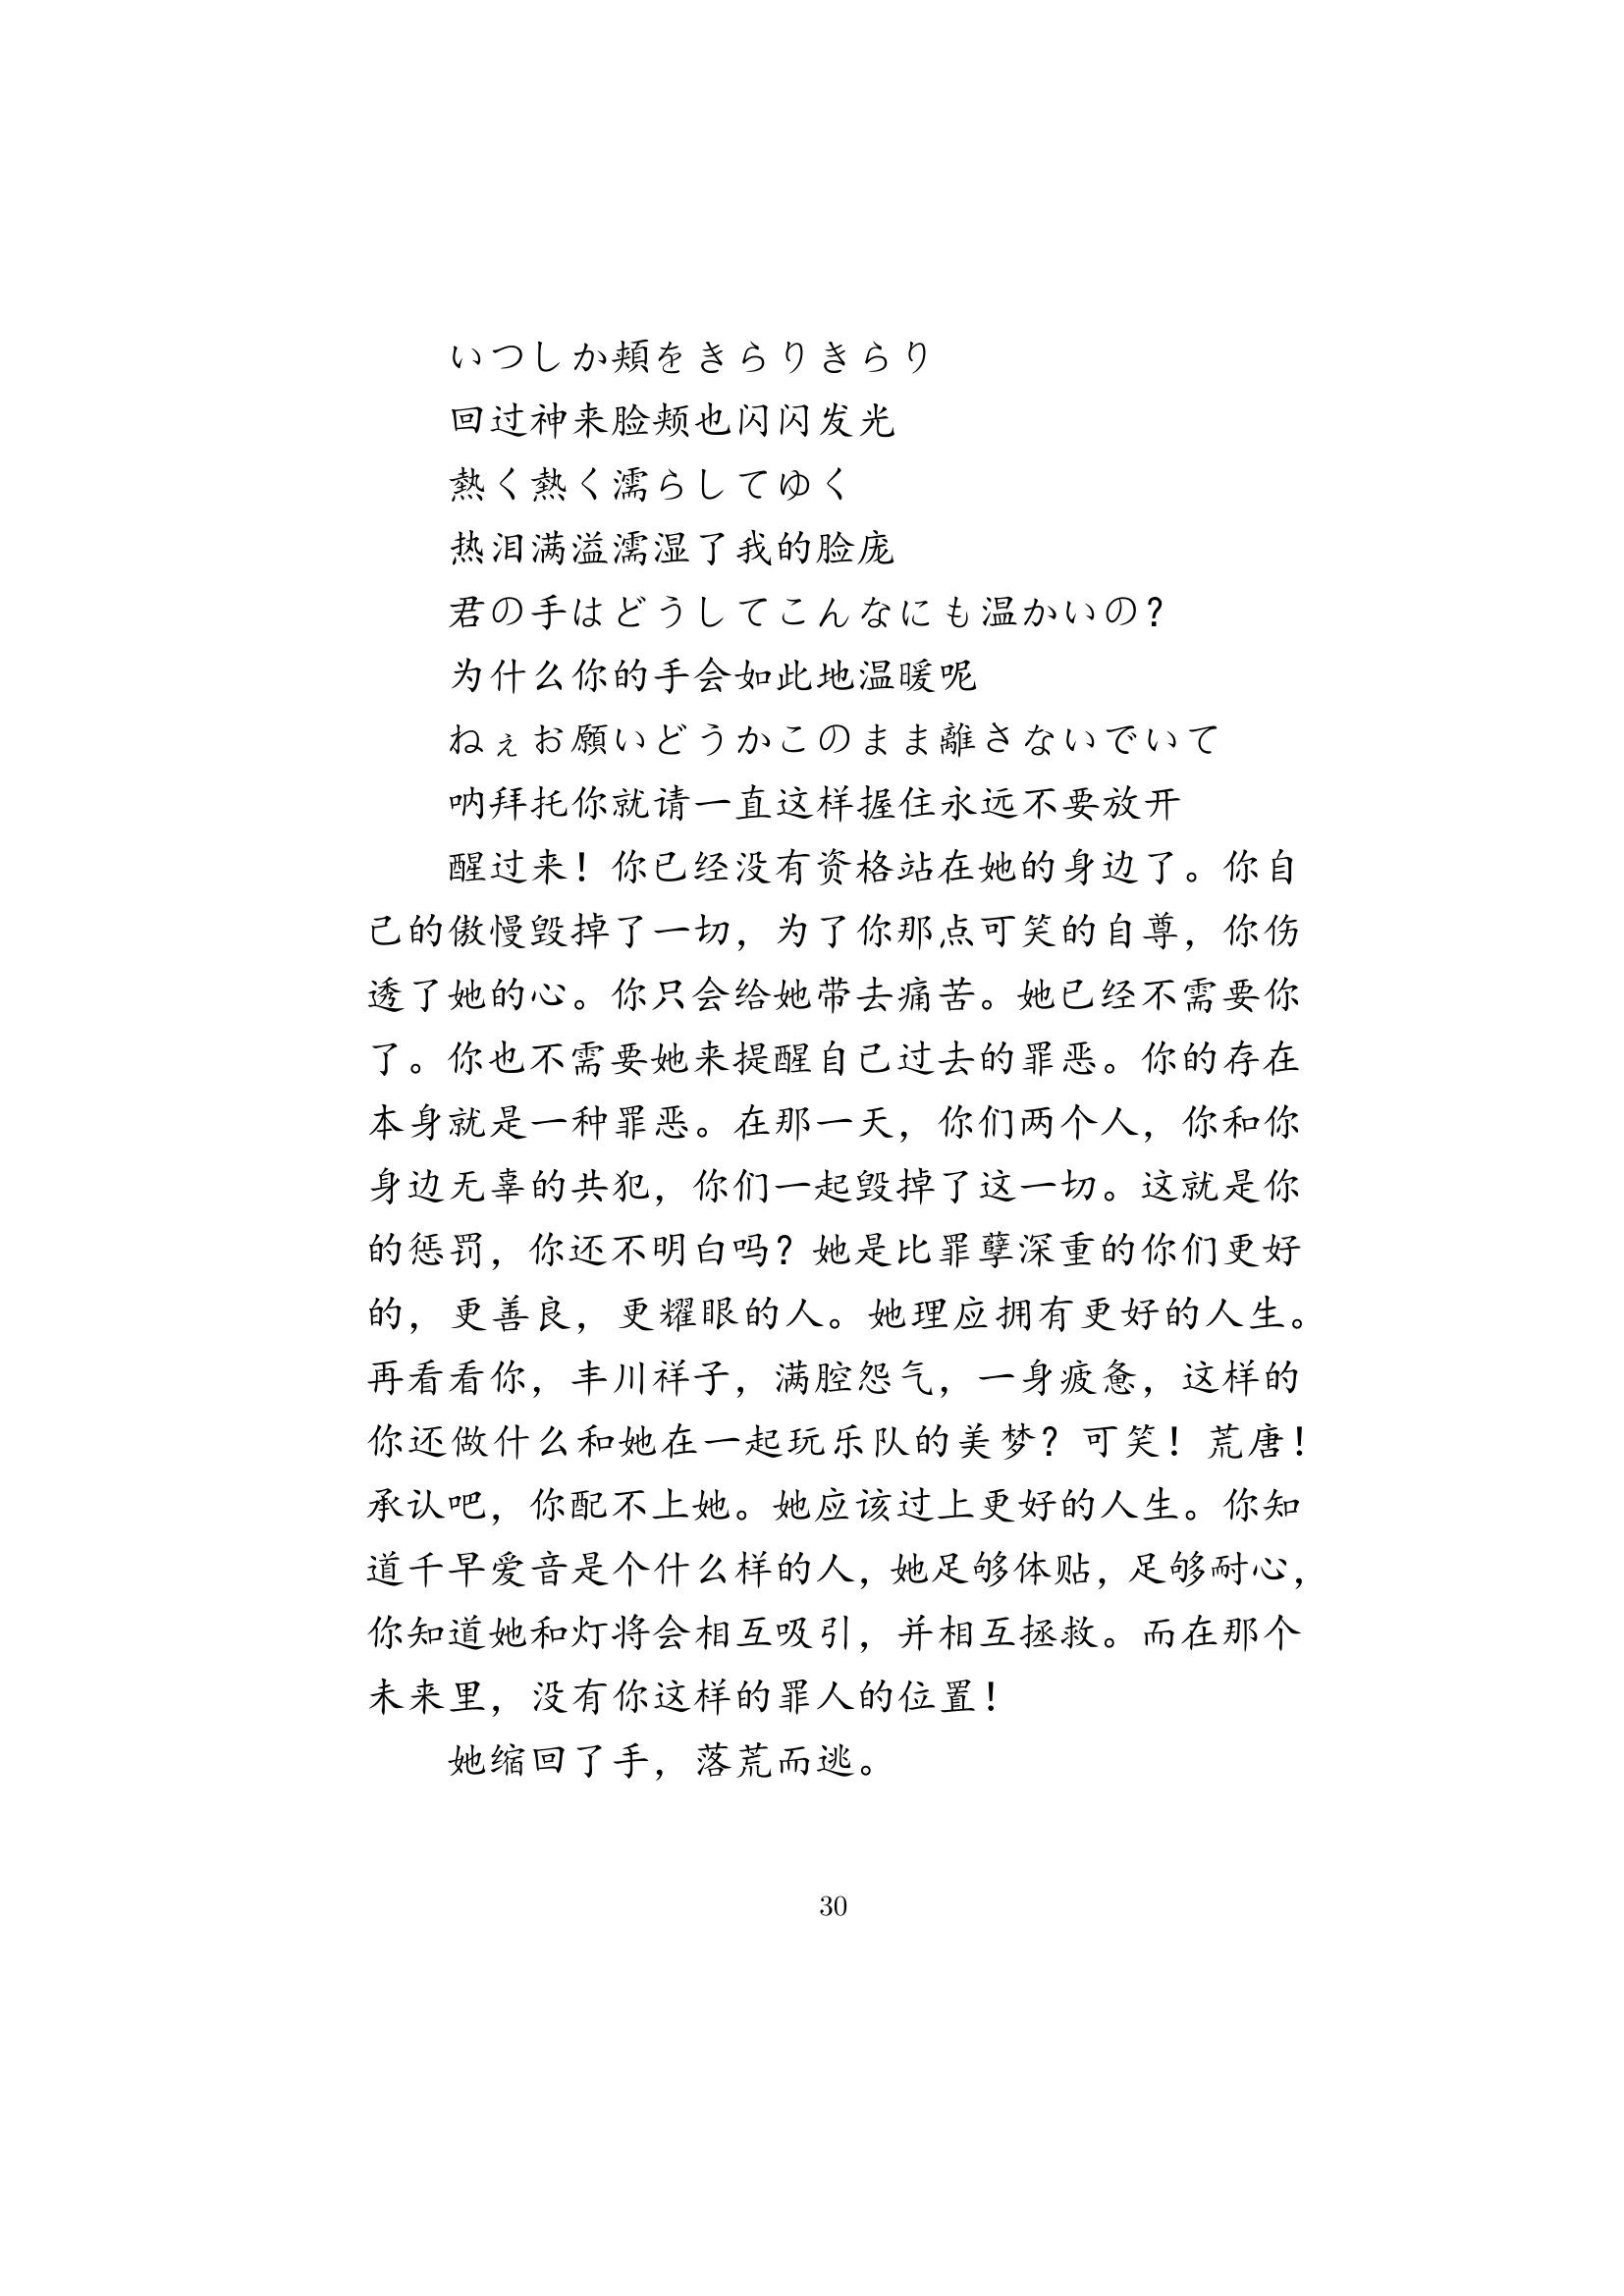 いつしか頬をきらりきらり
回过神来脸颊也闪闪发光
熱く熱く濡らしてゆく
热泪满溢濡湿了我的脸庞
君の手はどうしてこんなにも温かいの？
为什么你的手会如此地温暖呢
ねぇお願いどうかこのまま離さないでいて
呐拜托你就请一直这样握住永远不要放开
醒过来！你已经没有资格站在她的身边了。你自
己的傲慢毁掉了一切，为了你那点可笑的自尊，你伤
透了她的心。你只会给她带去痛苦。她已经不需要你
了。你也不需要她来提醒自己过去的罪恶。你的存在
本身就是一种罪恶。在那一天，你们两个人，你和你
身边无辜的共犯，你们一起毁掉了这一切。这就是你
的惩罚，你还不明白吗？她是比罪孽深重的你们更好
的，更善良，更耀眼的人。她理应拥有更好的人生。
再看看你，丰川祥子，满腔怨气，一身疲惫，这样的
你还做什么和她在一起玩乐队的美梦？可笑！荒唐！
承认吧，你配不上她。她应该过上更好的人生。你知
道千早爱音是个什么样的人，她足够体贴，足够耐心，
你知道她和灯将会相互吸引，并相互拯救。而在那个
未来里，没有你这样的罪人的位置！
她缩回了手，落荒而逃。
30